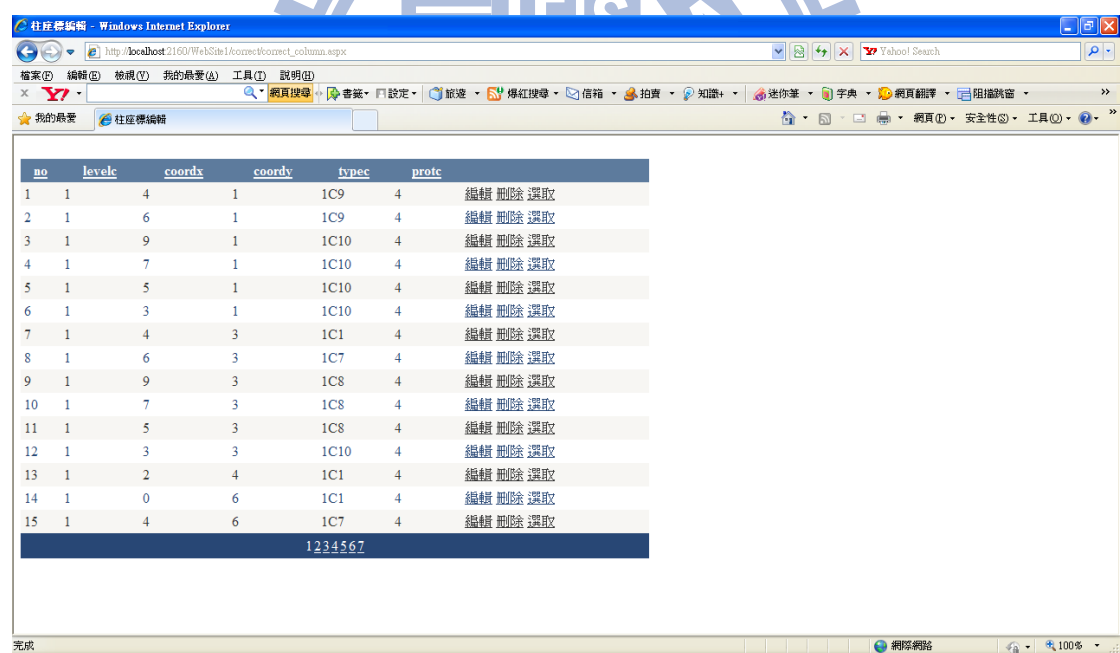 柱座標編輯 - Windows Internet Explorer
http://localhost:2160/WebSite1/correct/correct_column.aspx
Yahoo! Search
檔案(F) 編輯(E) 檢視(V) 我的最愛(A) 工具(T) 說明(H)
網頁搜尋 書籤 設定 旅遊 爆紅搜尋 信箱 拍賣 知識+ 迷你筆 字典 網頁翻譯 阻擋跳窗
我的最愛 柱座標編輯 網頁(P) 安全性(S) 工具(O)
no levelc coordx coordy typec protc
1 1 4 1 1C9 4 編輯 刪除 選取
2 1 6 1 1C9 4 編輯 刪除 選取
3 1 9 1 1C10 4 編輯 刪除 選取
4 1 7 1 1C10 4 編輯 刪除 選取
5 1 5 1 1C10 4 編輯 刪除 選取
6 1 3 1 1C10 4 編輯 刪除 選取
7 1 4 3 1C1 4 編輯 刪除 選取
8 1 6 3 1C7 4 編輯 刪除 選取
9 1 9 3 1C8 4 編輯 刪除 選取
10 1 7 3 1C8 4 編輯 刪除 選取
11 1 5 3 1C8 4 編輯 刪除 選取
12 1 3 3 1C10 4 編輯 刪除 選取
13 1 2 4 1C1 4 編輯 刪除 選取
14 1 0 6 1C1 4 編輯 刪除 選取
15 1 4 6 1C7 4 編輯 刪除 選取
1234567
完成 網際網路 100%